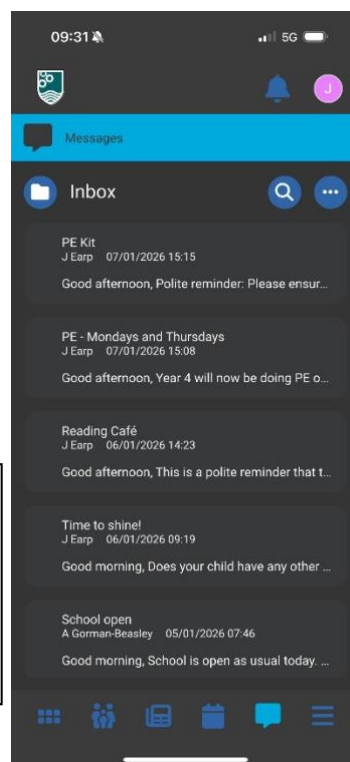 09:31
5G
J
Messages
Inbox
PE Kit
J Earp 07/01/2026 15:15
Good afternoon, Polite reminder: Please ensur...
PE - Mondays and Thursdays
J Earp 07/01/2026 15:08
Good afternoon, Year 4 will now be doing PE o...
Reading Café
J Earp 06/01/2026 14:23
Good afternoon, This is a polite reminder that t...
Time to shine!
J Earp 06/01/2026 09:19
Good morning, Does your child have any other ...
School open
A Gorman-Beasley 05/01/2026 07:46
Good morning, School is open as usual today. ...